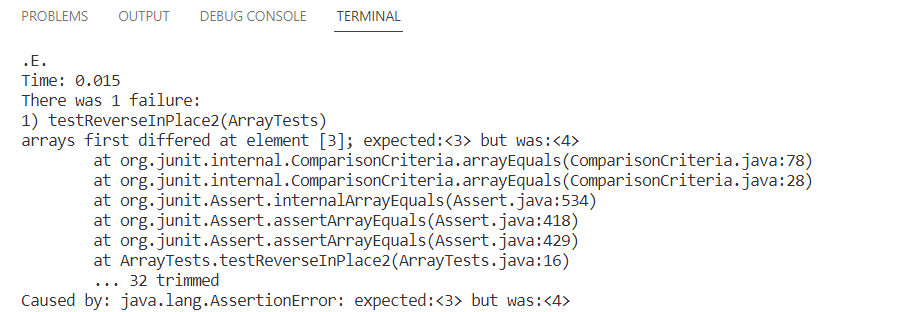 PROBLEMS OUTPUT DEBUG CONSOLE TERMINAL
.E.
Time: 0.015
There was 1 failure:
1) testReverseInPlace2(ArrayTests)
arrays first differed at element [3]; expected:<3> but was:<4>
at org.junit.internal.ComparisonCriteria.arrayEquals(ComparisonCriteria.java:78)
at org.junit.internal.ComparisonCriteria.arrayEquals(ComparisonCriteria.java:28)
at org.junit.Assert.internalArrayEquals(Assert.java:534)
at org.junit.Assert.assertArrayEquals(Assert.java:418)
at org.junit.Assert.assertArrayEquals(Assert.java:429)
at ArrayTests.testReverseInPlace2(ArrayTests.java:16)
... 32 trimmed
Caused by: java.lang.AssertionError: expected:<3> but was:<4>